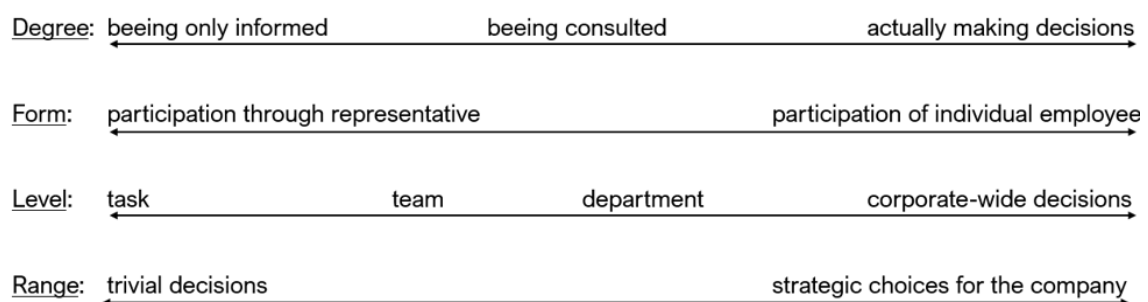 Degree: beeing only informed beeing consulted actually making decisions
Form: participation through representative participation of individual employee
Level: task team department corporate-wide decisions
Range: trivial decisions strategic choices for the company